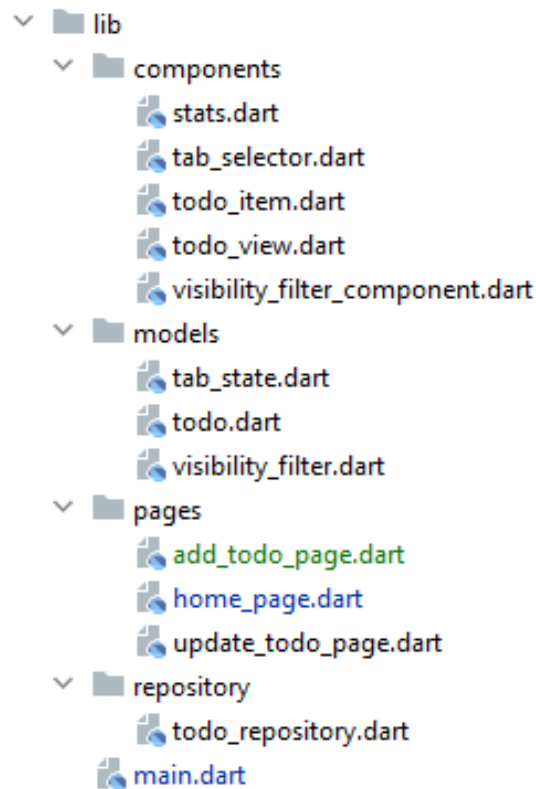 lib
components
stats.dart
tab_selector.dart
todo_item.dart
todo_view.dart
visibility_filter_component.dart
models
tab_state.dart
todo.dart
visibility_filter.dart
pages
add_todo_page.dart
home_page.dart
update_todo_page.dart
repository
todo_repository.dart
main.dart